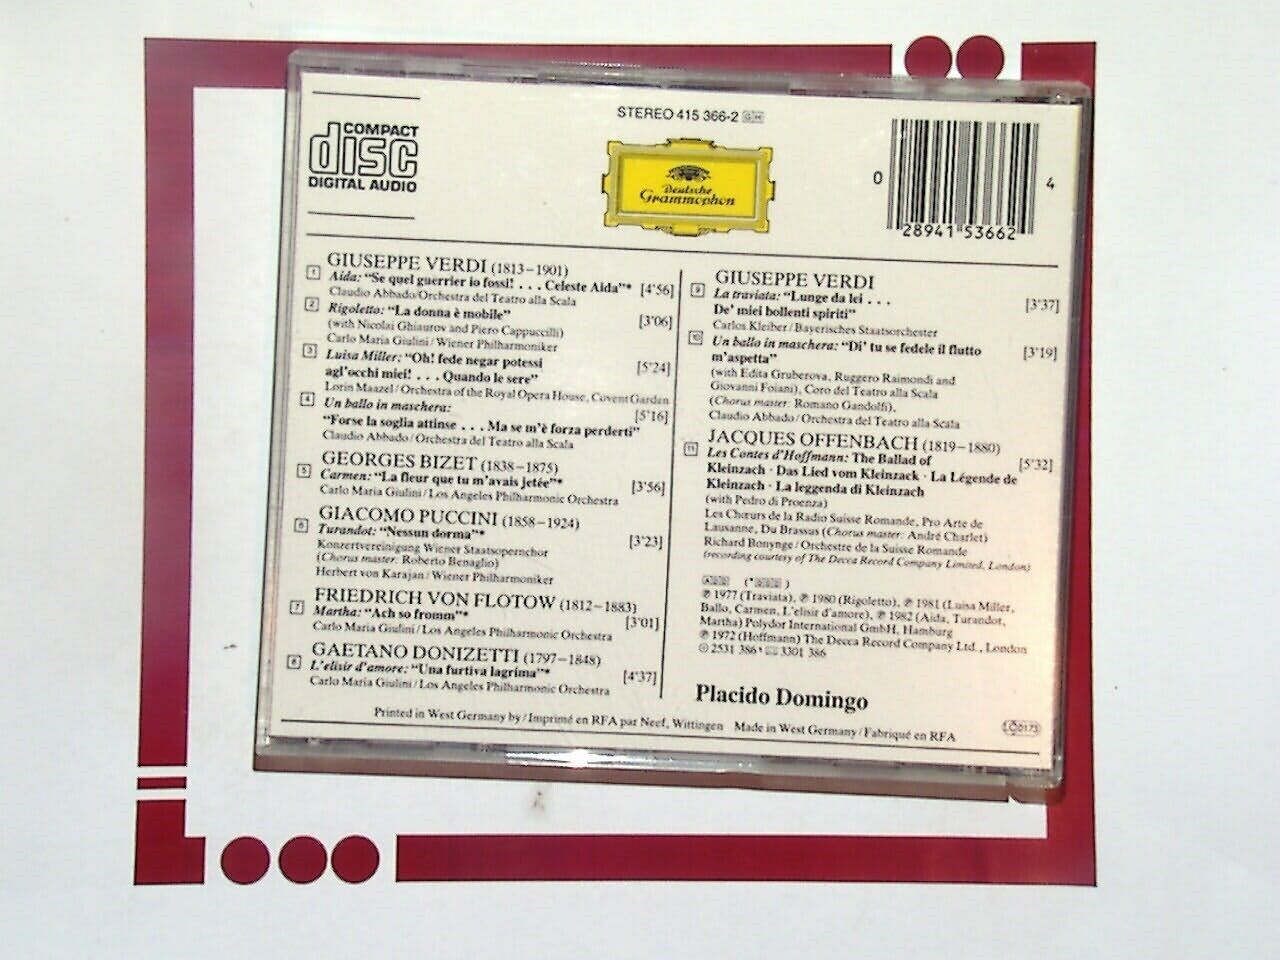 STEREO 415 366-2 GH
COMPACT
disc
DIGITAL AUDIO
Deutsche
Grammophon
0 28941 53662 4
GIUSEPPE VERDI (1813–1901)
1 Aida: “Se quel guerrier io fossi! . . . Celeste Aida”* [4'56]
Claudio Abbado/Orchestra del Teatro alla Scala
2 Rigoletto: “La donna è mobile” [3'06]
(with Nicolai Ghiaurov and Piero Cappuccilli)
Carlo Maria Giulini/Wiener Philharmoniker
3 Luisa Miller: “Oh! fede negar potessi
agl'occhi miei! . . . Quando le sere” [5'24]
Lorin Maazel/Orchestra of the Royal Opera House, Covent Garden
4 Un ballo in maschera: [5'16]
“Forse la soglia attinse . . . Ma se m'è forza perderti”
Claudio Abbado/Orchestra del Teatro alla Scala
GEORGES BIZET (1838–1875)
5 Carmen: “La fleur que tu m'avais jetée”* [3'56]
Carlo Maria Giulini/Los Angeles Philharmonic Orchestra
GIACOMO PUCCINI (1858–1924)
6 Turandot: “Nessun dorma”* [3'23]
Konzertvereinigung Wiener Staatsopernchor
(Chorus master: Roberto Benaglio)
Herbert von Karajan/Wiener Philharmoniker
FRIEDRICH VON FLOTOW (1812–1883)
7 Martha: “Ach so fromm”* [3'01]
Carlo Maria Giulini/Los Angeles Philharmonic Orchestra
GAETANO DONIZETTI (1797–1848)
8 L'elisir d'amore: “Una furtiva lagrima”* [4'37]
Carlo Maria Giulini/Los Angeles Philharmonic Orchestra
GIUSEPPE VERDI
9 La traviata: “Lunge da lei . . . [3'37]
De' miei bollenti spiriti”
Carlos Kleiber/Bayerisches Staatsorchester
10 Un ballo in maschera: “Di' tu se fedele il flutto [3'19]
m'aspetta”
(with Edita Gruberova, Ruggero Raimondi and
Giovanni Foiani), Coro del Teatro alla Scala
(Chorus master: Romano Gandolfi),
Claudio Abbado/Orchestra del Teatro alla Scala
JACQUES OFFENBACH (1819–1880)
11 Les Contes d'Hoffmann: The Ballad of [5'32]
Kleinzach · Das Lied vom Kleinzack · La Légende de
Kleinzach · La leggenda di Kleinzach
(with Pedro di Proenza)
Les Chœurs de la Radio Suisse Romande, Pro Arte de
Lausanne, Du Brassus (Chorus master: André Charlet)
Richard Bonynge/Orchestre de la Suisse Romande
(recording courtesy of The Decca Record Company Limited, London)
ADD (*DDD)
℗ 1977 (Traviata), ℗ 1980 (Rigoletto), ℗ 1981 (Luisa Miller,
Ballo, Carmen, L'elisir d'amore), ℗ 1982 (Aida, Turandot,
Martha) Polydor International GmbH, Hamburg
℗ 1972 (Hoffmann) The Decca Record Company Ltd., London
2531 386 3301 386
Placido Domingo
Printed in West Germany by/Imprimé en RFA par Neef, Wittingen Made in West Germany/Fabriqué en RFA
LC 0173